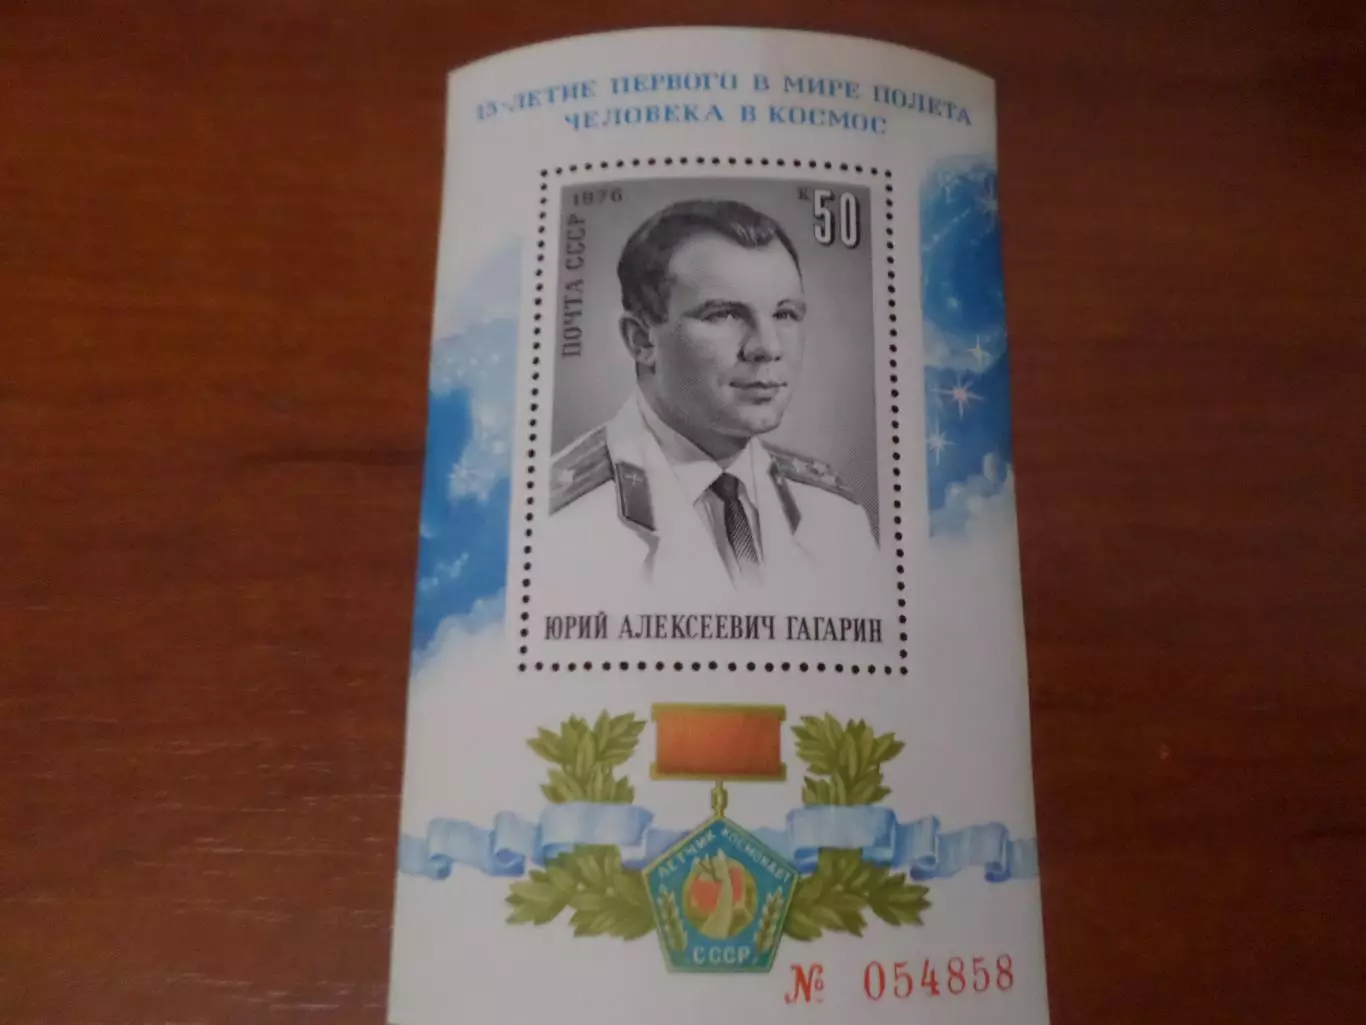 15-ЛЕТИЕ ПЕРВОГО В МИРЕ ПОЛЕТА
ЧЕЛОВЕКА В КОСМОС
1976
К 50
ПОЧТА СССР
ЮРИЙ АЛЕКСЕЕВИЧ ГАГАРИН
ЛЕТЧИК КОСМОНАВТ
СССР
№ 054858